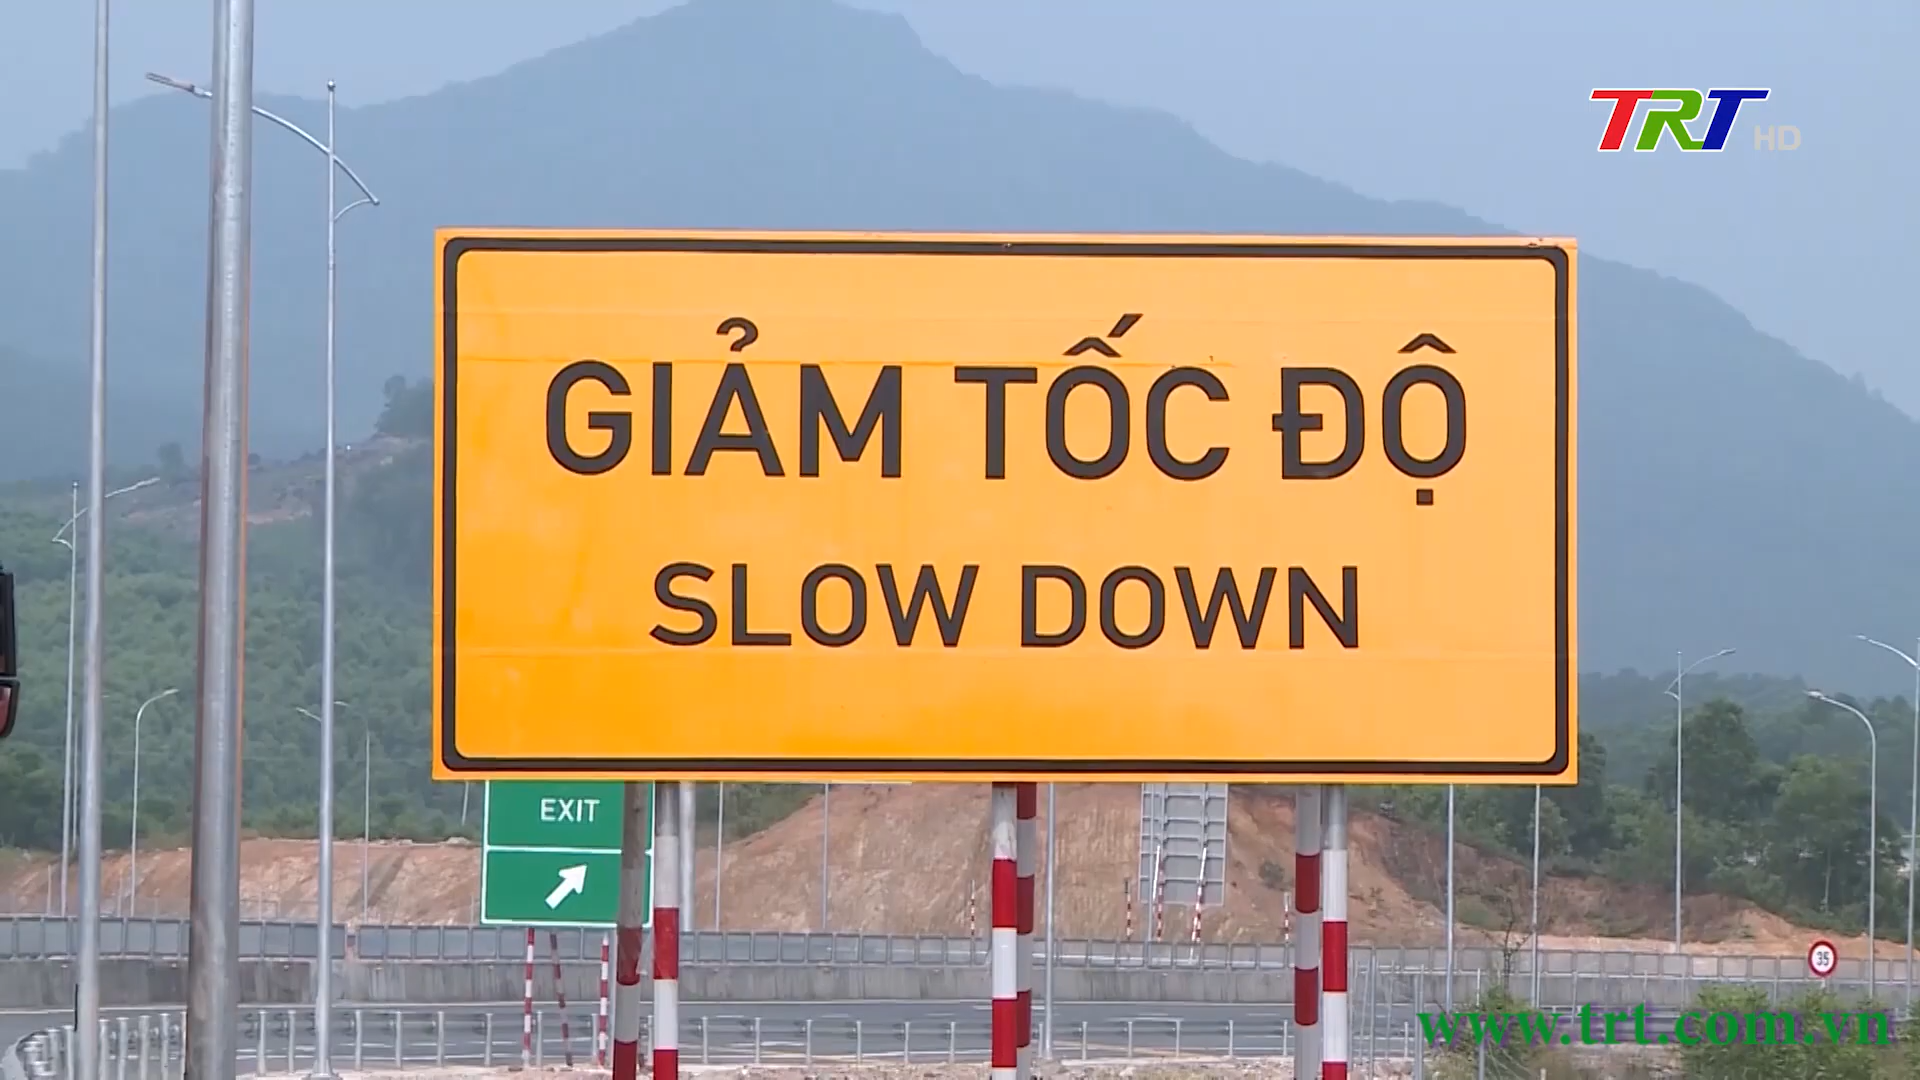 TRT HD
GIẢM TỐC ĐỘ
SLOW DOWN
EXIT
35
www.trt.com.vn